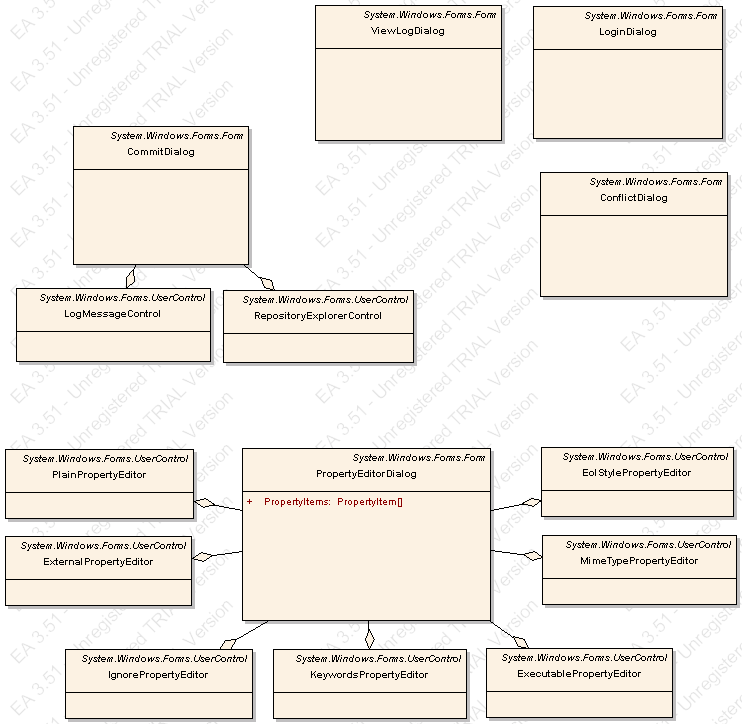 System.Windows.Forms.Form
ViewLogDialog
System.Windows.Forms.Form
LoginDialog
System.Windows.Forms.Form
CommitDialog
System.Windows.Forms.Form
ConflictDialog
System.Windows.Forms.UserControl
LogMessageControl
System.Windows.Forms.UserControl
RepositoryExplorerControl
System.Windows.Forms.UserControl
PlainPropertyEditor
System.Windows.Forms.Form
PropertyEditorDialog
+ PropertyItems: PropertyItem[]
System.Windows.Forms.UserControl
EolStylePropertyEditor
System.Windows.Forms.UserControl
ExternalPropertyEditor
System.Windows.Forms.UserControl
MimeTypePropertyEditor
System.Windows.Forms.UserControl
IgnorePropertyEditor
System.Windows.Forms.UserControl
KeywordsPropertyEditor
System.Windows.Forms.UserControl
ExecutablePropertyEditor
EA 3.51 - Unregistered TRIAL Version